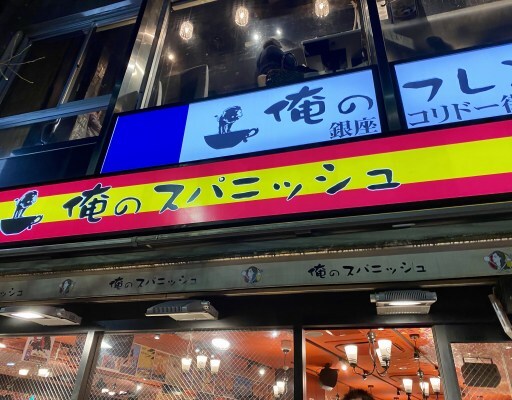 俺の フレ
銀座 コリドー街
俺のスパニッシュ
俺のスパニッシュ 俺のスパニッシュ